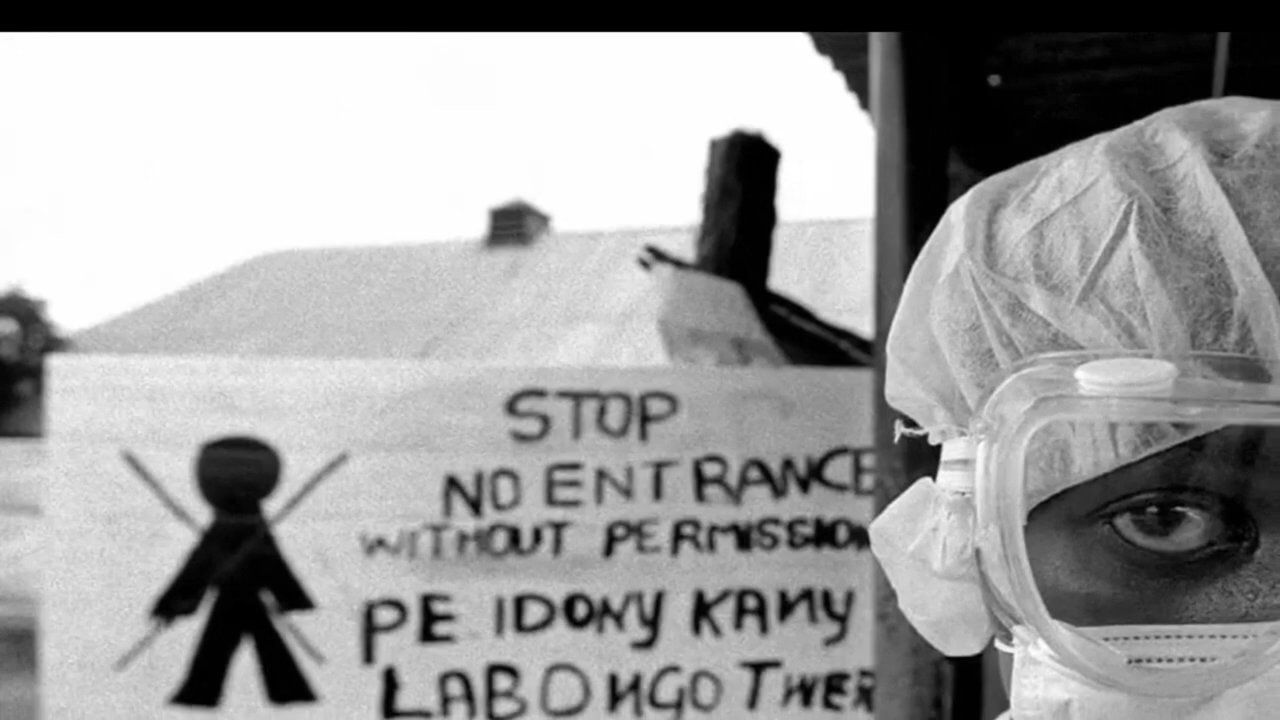 STOP
NO ENTRANCE
WITHOUT PERMISSION
PE IDONY KANY
LABONGO TWER